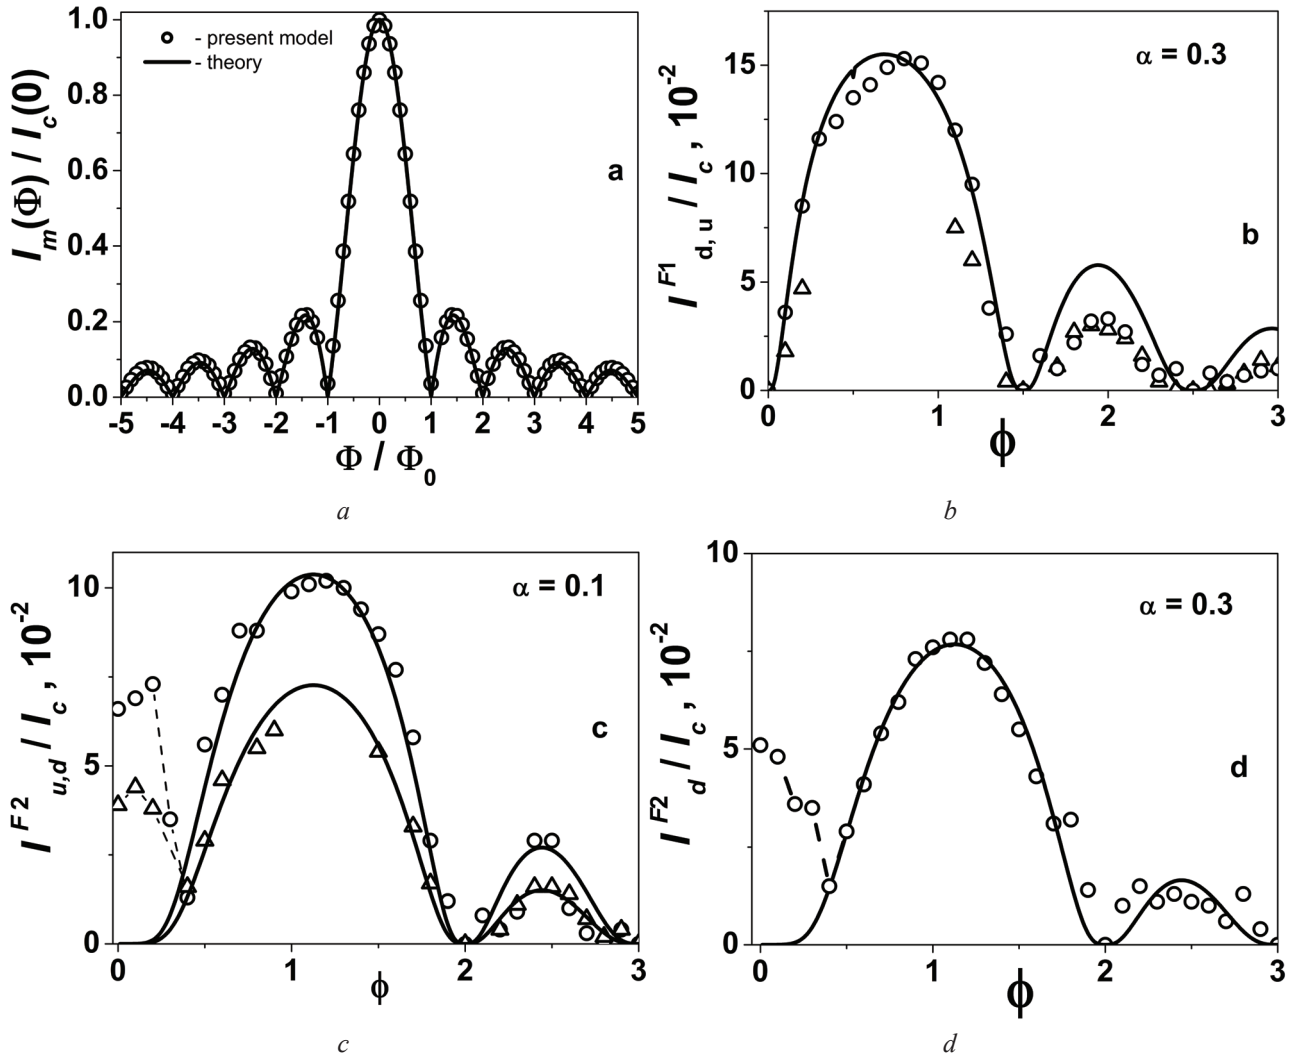 1.0
0.8
0.6
0.4
0.2
0.0
I_m(Φ) / I_c(0)
- present model
- theory
a
-5 -4 -3 -2 -1 0 1 2 3 4 5
Φ / Φ_0
a
15
10
5
0
I^F1_d, u / I_c , 10^-2
α = 0.3
b
0 1 2 3
ϕ
b
10
5
0
I^F2_u,d / I_c , 10^-2
α = 0.1
c
0 1 2 3
ϕ
c
10
5
0
I^F2_d / I_c , 10^-2
α = 0.3
d
0 1 2 3
ϕ
d